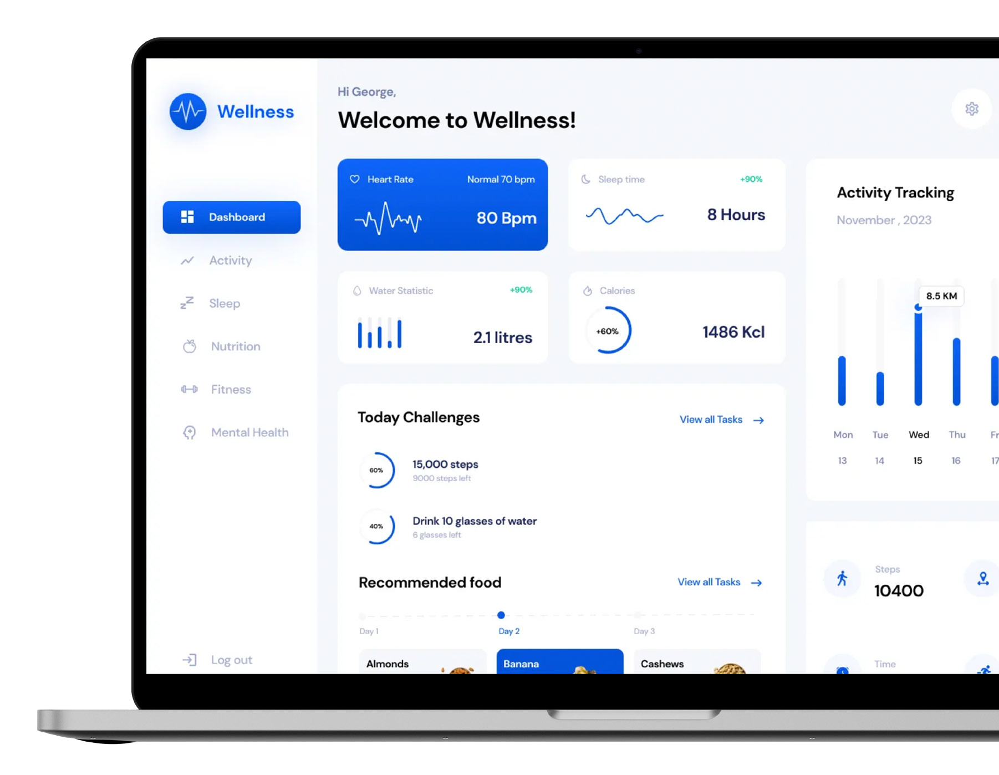 Wellness
Dashboard
Activity
Sleep
Nutrition
Fitness
Mental Health
Log out
Hi George,
Welcome to Wellness!
Heart Rate
Normal 70 bpm
80 Bpm
Sleep time
+90%
8 Hours
Water Statistic
+90%
2.1 litres
Calories
+60%
1486 Kcl
Today Challenges
View all Tasks
60%
15,000 steps
9000 steps left
40%
Drink 10 glasses of water
6 glasses left
Recommended food
View all Tasks
Day 1
Day 2
Day 3
Almonds
Banana
Cashews
Activity Tracking
November , 2023
8.5 KM
Mon
Tue
Wed
Thu
13
14
15
16
17
Steps
10400
Time